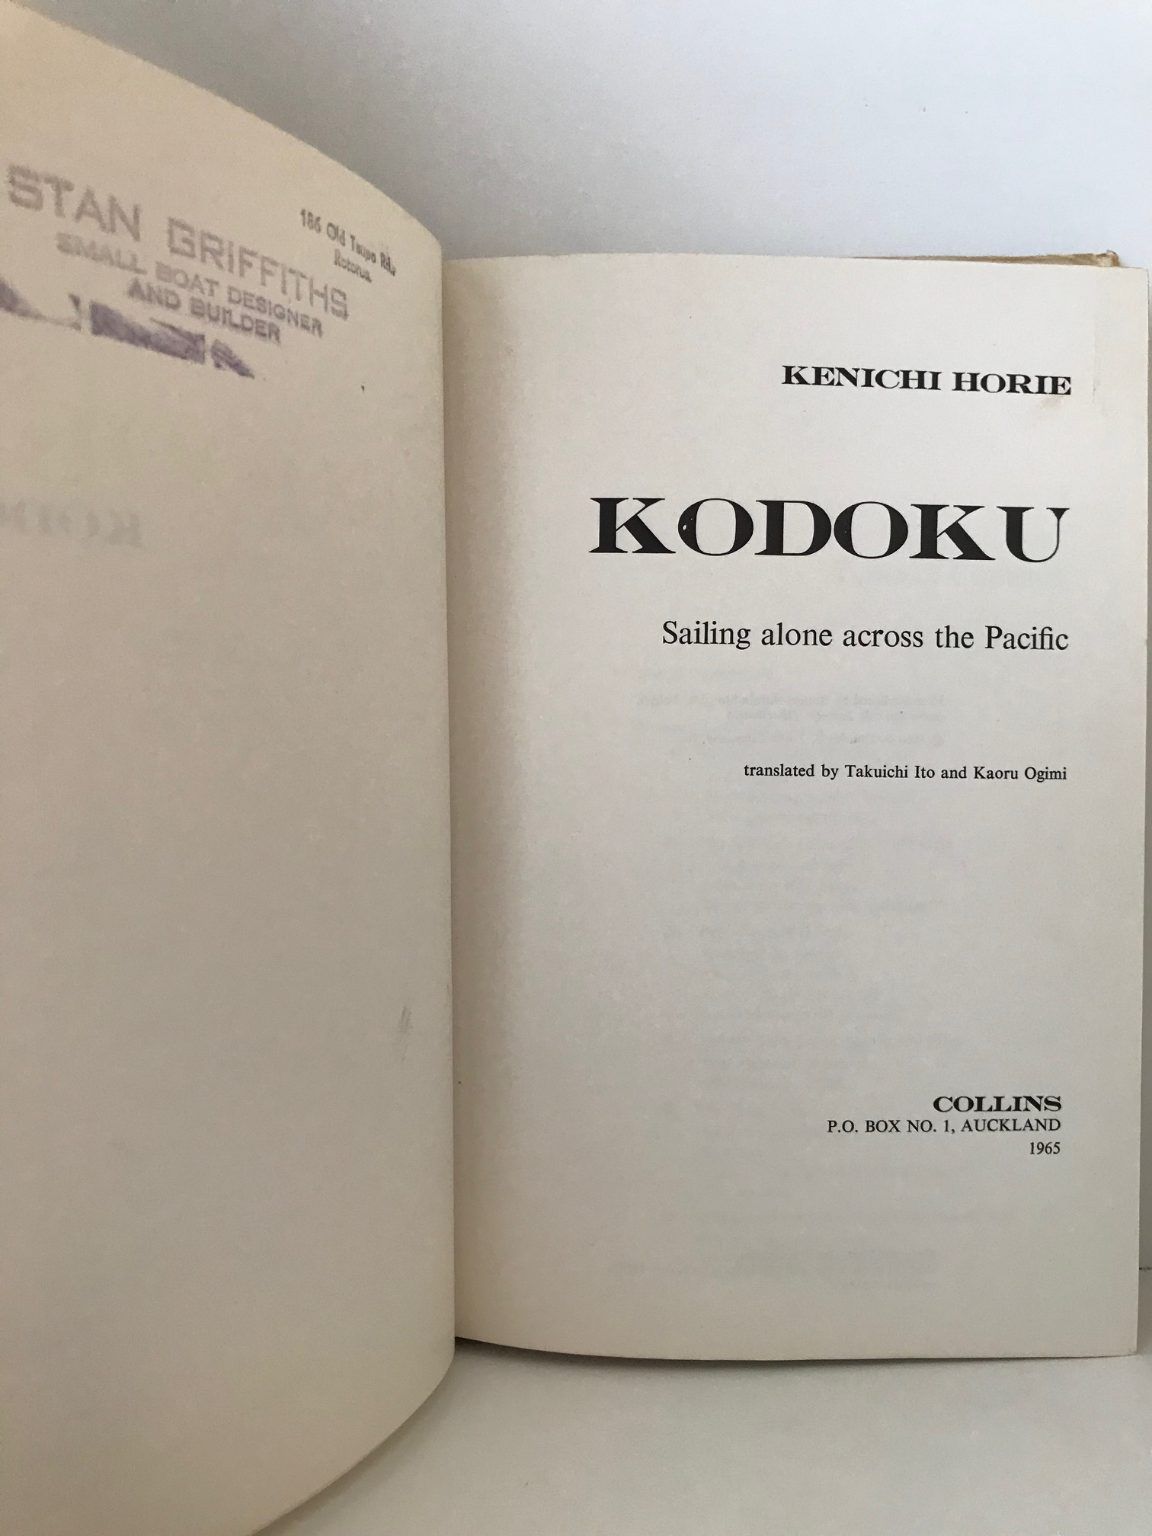 STAN GRIFFITHS
SMALL BOAT DESIGNER
AND BUILDER
186 Old Taupo Rd.,
Rotorua.
KENICHI HORIE
KODOKU
Sailing alone across the Pacific
translated by Takuichi Ito and Kaoru Ogimi
COLLINS
P.O. BOX NO. 1, AUCKLAND
1965